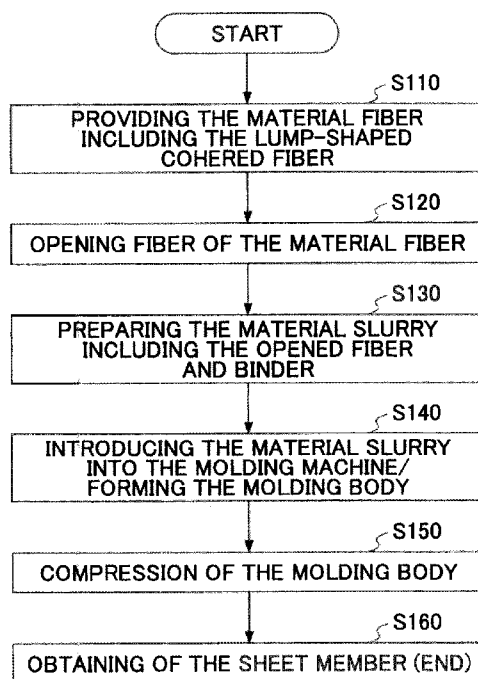 START
S110
PROVIDING THE MATERIAL FIBER
INCLUDING THE LUMP-SHAPED
COHERED FIBER
S120
OPENING FIBER OF THE MATERIAL FIBER
S130
PREPARING THE MATERIAL SLURRY
INCLUDING THE OPENED FIBER
AND BINDER
S140
INTRODUCING THE MATERIAL SLURRY
INTO THE MOLDING MACHINE/
FORMING THE MOLDING BODY
S150
COMPRESSION OF THE MOLDING BODY
S160
OBTAINING OF THE SHEET MEMBER (END)